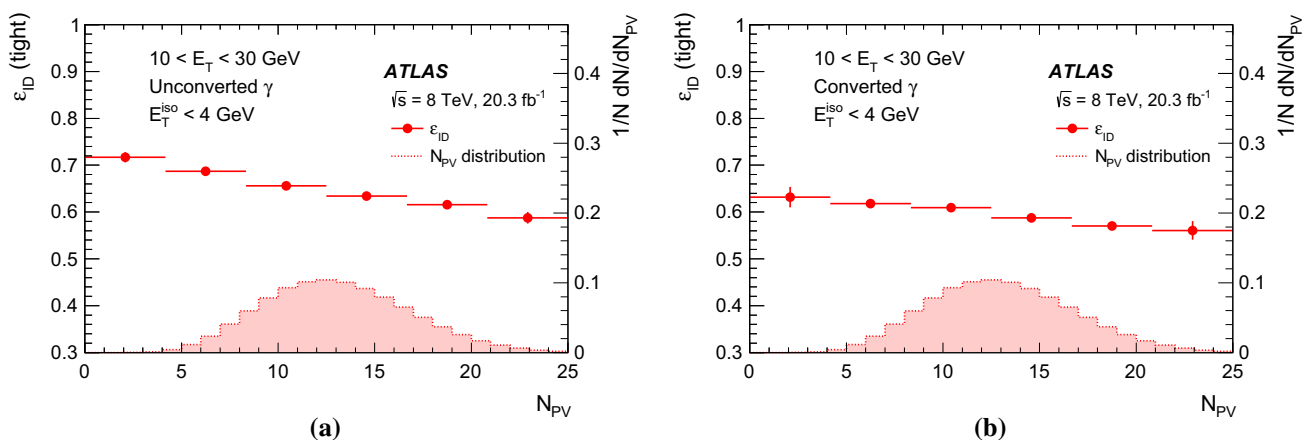 ε_ID (tight)
1
0.9
0.8
0.7
0.6
0.5
0.4
0.3
10 < E_T < 30 GeV
Unconverted γ
E_T^iso < 4 GeV
ATLAS
√s = 8 TeV, 20.3 fb⁻¹
ε_ID
N_PV distribution
1/N dN/dN_PV
0.4
0.3
0.2
0.1
0
0 5 10 15 20 25
N_PV
(a)
ε_ID (tight)
1
0.9
0.8
0.7
0.6
0.5
0.4
0.3
10 < E_T < 30 GeV
Converted γ
E_T^iso < 4 GeV
ATLAS
√s = 8 TeV, 20.3 fb⁻¹
ε_ID
N_PV distribution
1/N dN/dN_PV
0.4
0.3
0.2
0.1
0
0 5 10 15 20 25
N_PV
(b)